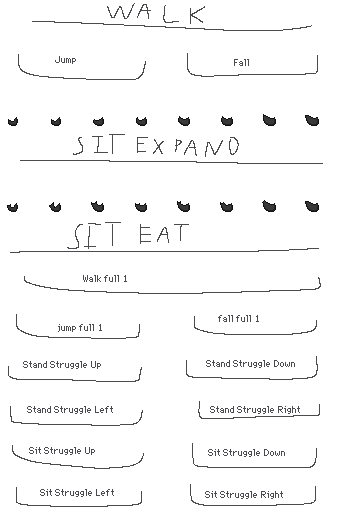 WALK
Jump Fall
SIT EXPAND
SIT EAT
Walk full 1
jump full 1 fall full 1
Stand Struggle Up Stand Struggle Down
Stand Struggle Left Stand Struggle Right
Sit Struggle Up Sit Struggle Down
Sit Struggle Left Sit Struggle Right